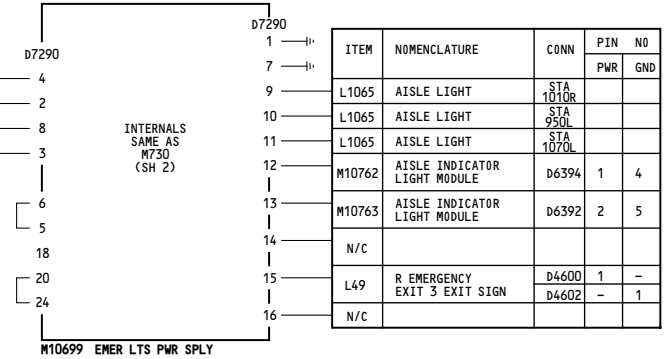 D7290
D7290
1
7
4
2
8
3
6
5
18
20
24
INTERNALS
SAME AS
M730
(SH 2)
9
10
11
12
13
14
15
16
ITEM NOMENCLATURE CONN PIN NO
PWR GND
L1065 AISLE LIGHT STA
1010R
L1065 AISLE LIGHT STA
950L
L1065 AISLE LIGHT STA
1070L
M10762 AISLE INDICATOR
LIGHT MODULE D6394 1 4
M10763 AISLE INDICATOR
LIGHT MODULE D6392 2 5
N/C
L49 R EMERGENCY
EXIT 3 EXIT SIGN D4600 1 –
D4602 – 1
N/C
M10699 EMER LTS PWR SPLY